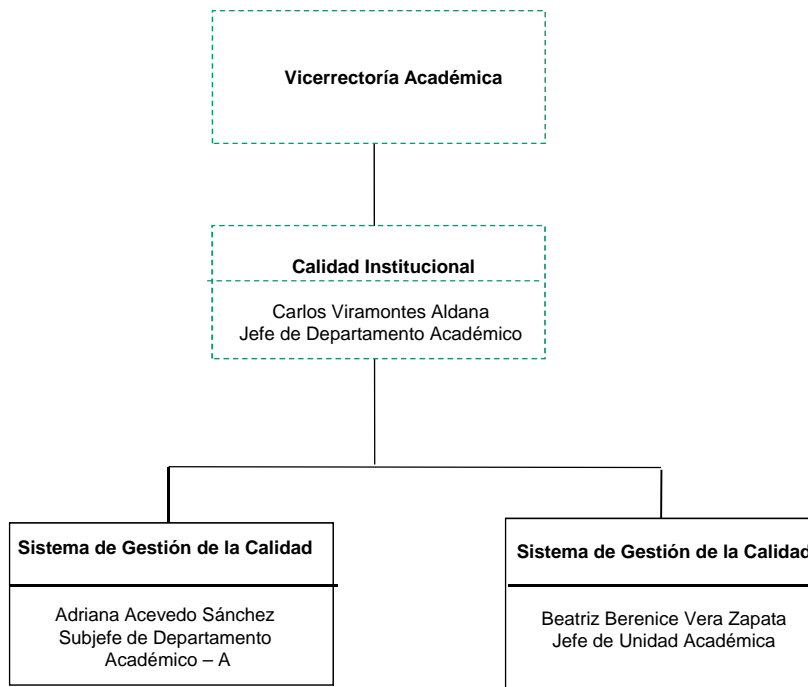 Vicerrectoría Académica
Calidad Institucional
Carlos Viramontes Aldana
Jefe de Departamento Académico
Sistema de Gestión de la Calidad
Adriana Acevedo Sánchez
Subjefe de Departamento
Académico – A
Sistema de Gestión de la Calidad
Beatriz Berenice Vera Zapata
Jefe de Unidad Académica